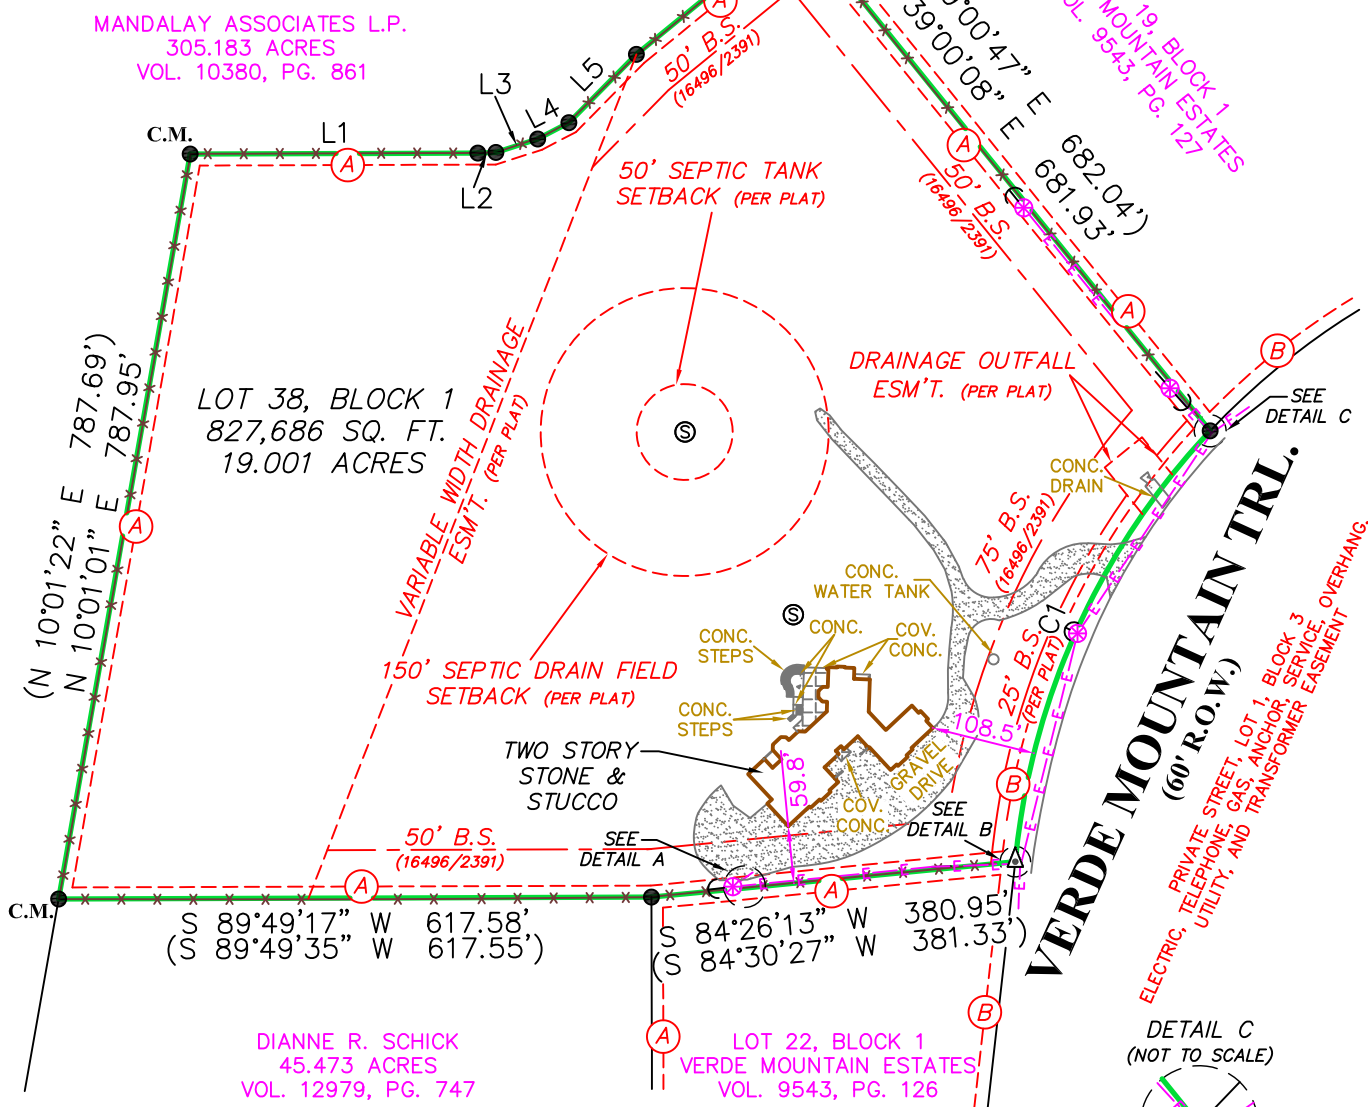 MANDALAY ASSOCIATES L.P.
305.183 ACRES
VOL. 10380, PG. 861
C.M.
L1
L2
L3
L4
L5
A
50' B.S.
(16496/2391)
A
0°00'47" E 682.04')
39°00'08" E 681.93'
19, BLOCK 1
MOUNTAIN ESTATES
OL. 9543, PG. 127
A
50' B.S.
(16496/2391)
50' SEPTIC TANK
SETBACK (PER PLAT)
S
LOT 38, BLOCK 1
827,686 SQ. FT.
19.001 ACRES
(N 10°01'22" E 787.69')
N 10°01'01" E 787.95'
A
VARIABLE WIDTH DRAINAGE
ESM'T. (PER PLAT)
DRAINAGE OUTFALL
ESM'T. (PER PLAT)
A
B
SEE
DETAIL C
CONC.
DRAIN
75' B.S.
(16496/2391)
CONC.
WATER TANK
S
CONC.
STEPS
CONC.
COV.
CONC.
CONC.
STEPS
150' SEPTIC DRAIN FIELD
SETBACK (PER PLAT)
C1
25' B.S.
(PER PLAT)
108.5'
TWO STORY
STONE &
STUCCO
59.8'
GRAVEL
DRIVE
COV.
CONC.
B
SEE
DETAIL B
SEE
DETAIL A
50' B.S.
(16496/2391)
A
A
E E E E E E
C.M.
S 89°49'17" W 617.58'
(S 89°49'35" W 617.55')
S 84°26'13" W 380.95'
(S 84°30'27" W 381.33')
VERDE MOUNTAIN TRL.
(60' R.O.W.)
PRIVATE STREET, LOT 1, BLOCK 3
ELECTRIC, TELEPHONE, GAS, ANCHOR, SERVICE, OVERHANG,
UTILITY, AND TRANSFORMER EASEMENT
DIANNE R. SCHICK
45.473 ACRES
VOL. 12979, PG. 747
A
LOT 22, BLOCK 1
VERDE MOUNTAIN ESTATES
VOL. 9543, PG. 126
B
DETAIL C
(NOT TO SCALE)